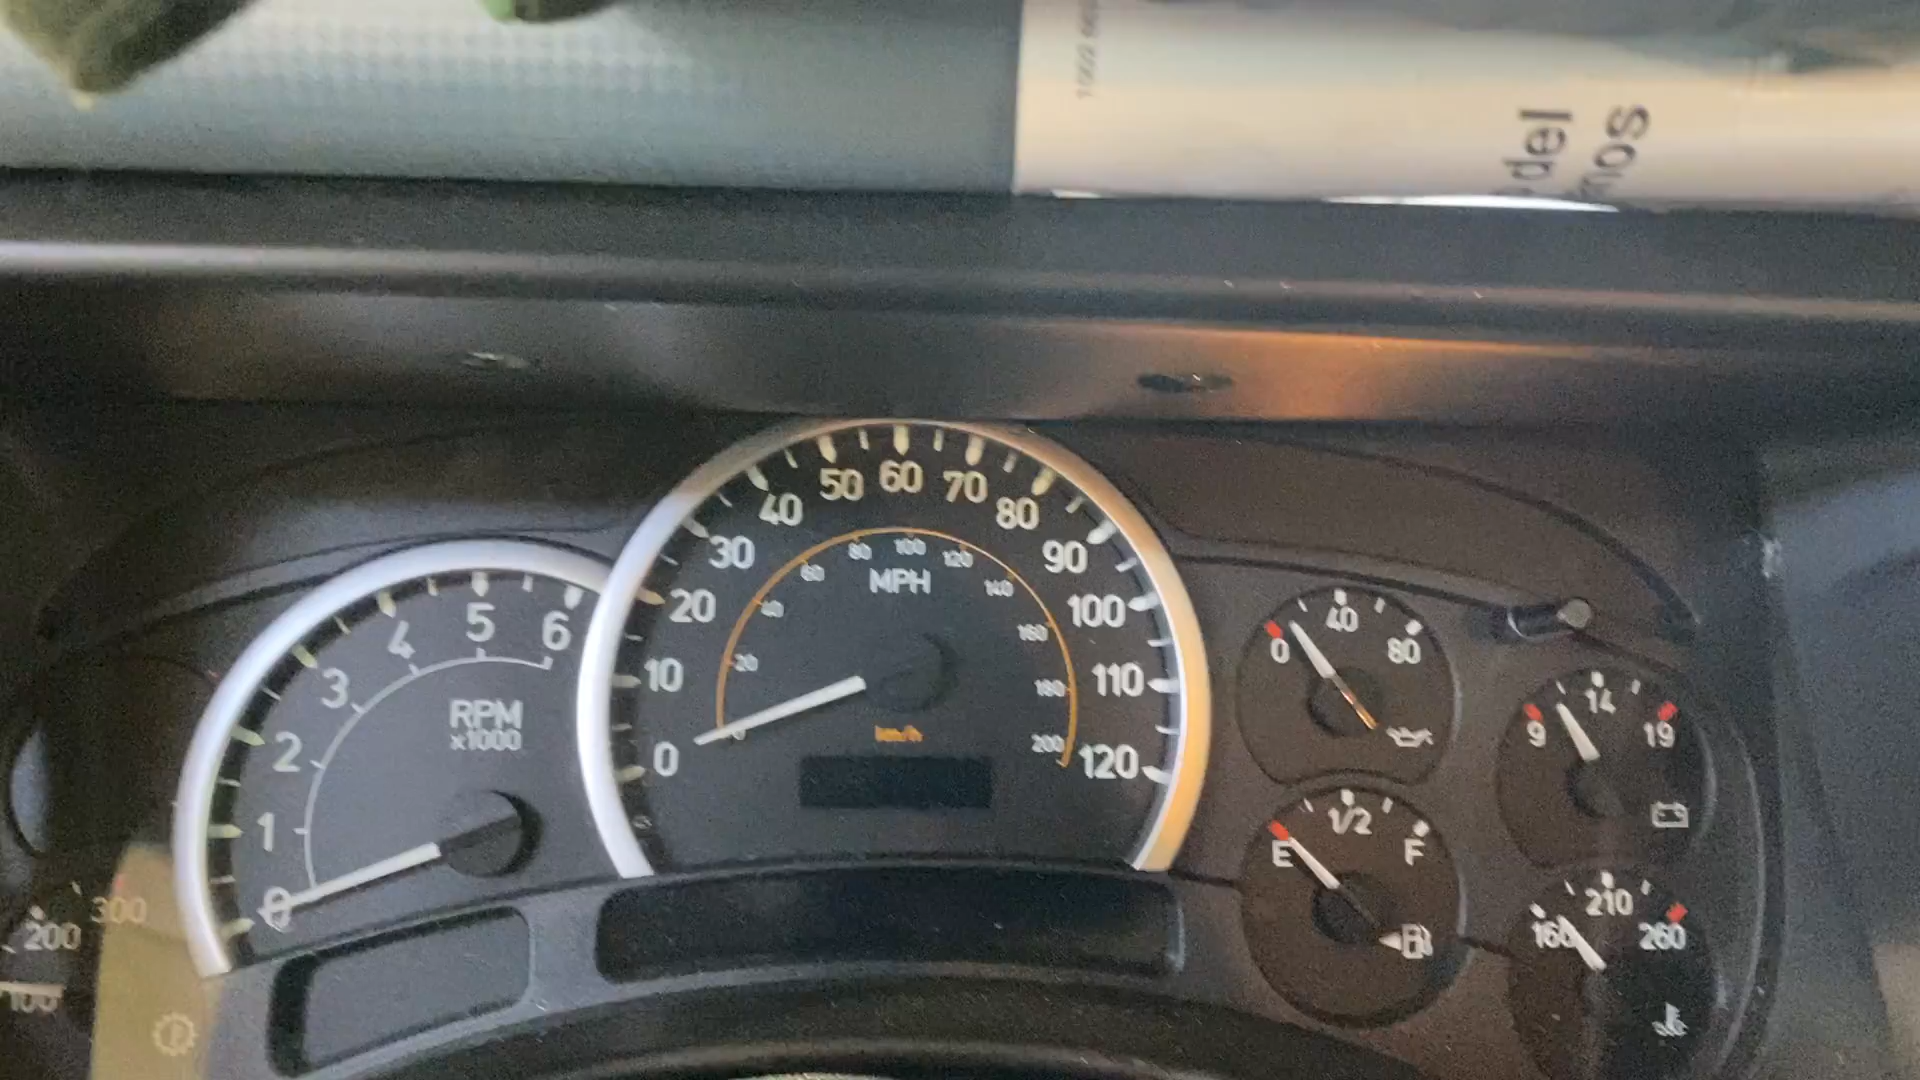 del
50 60 70
40 80
30 90
20 100
10 110
0 120
20 40 60 80 100 120 140 160 180 200
MPH
km/h
0 1 2 3 4 5 6
RPM
x1000
0 40 80
E 1/2 F
9 14 19
160 210 260
100 200 300